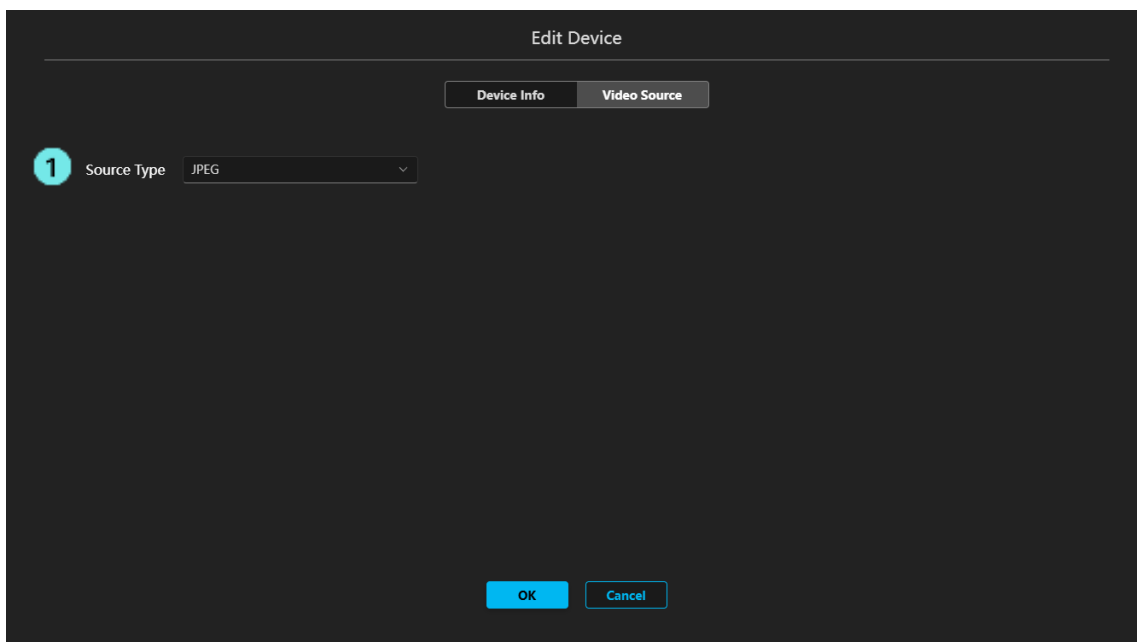 Edit Device
Device Info Video Source
1 Source Type JPEG
OK Cancel